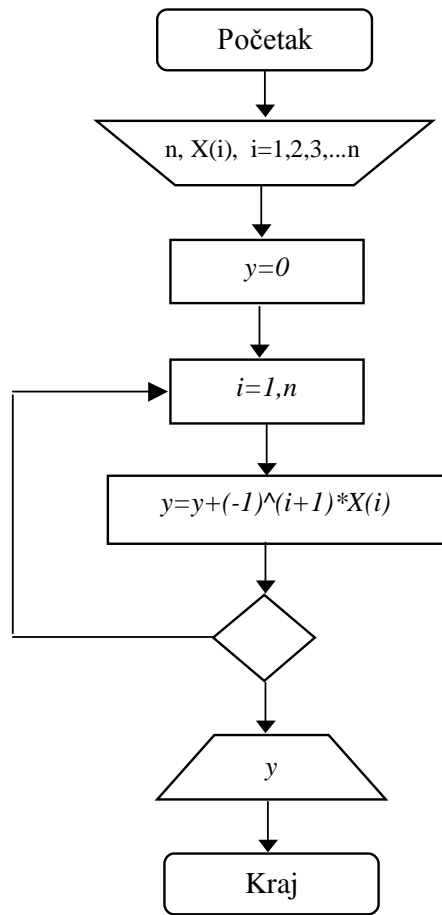 Početak
n, X(i), i=1,2,3,...n
y=0
i=1,n
y=y+(-1)^(i+1)*X(i)
y
Kraj